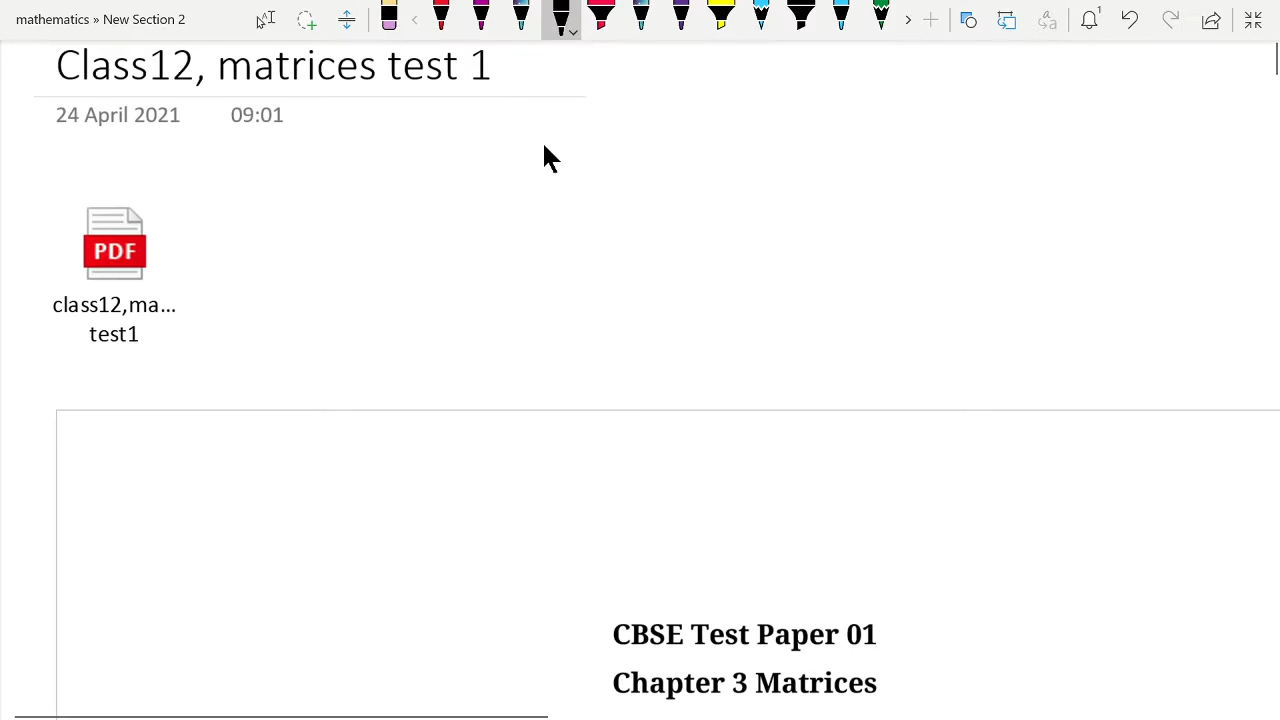 mathematics » New Section 2
1
Class12, matrices test 1
24 April 2021 09:01
PDF
class12,ma...
test1
CBSE Test Paper 01
Chapter 3 Matrices